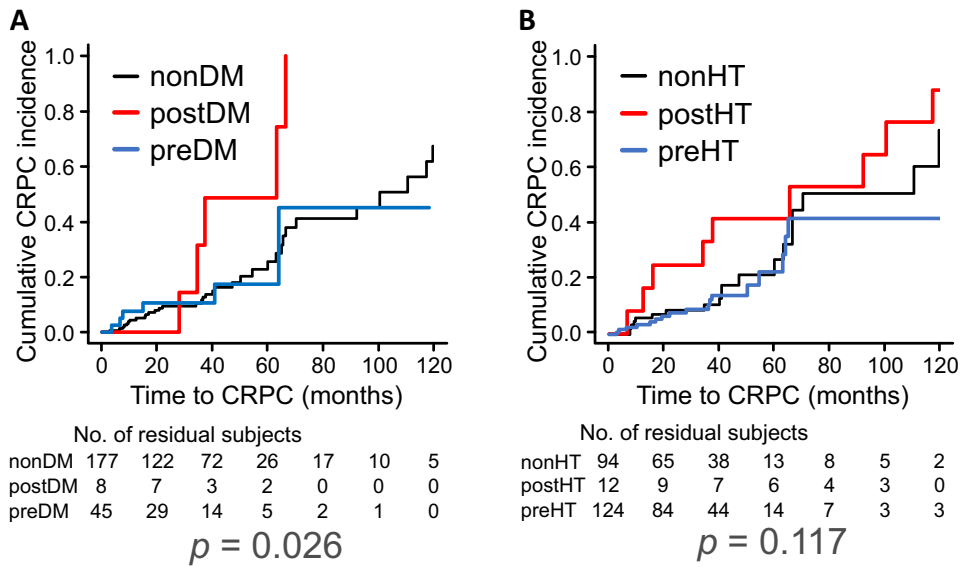 A
Cumulative CRPC incidence
1.0
0.8
0.6
0.4
0.2
0.0
nonDM
postDM
preDM
0 20 40 60 80 100 120
Time to CRPC (months)
No. of residual subjects
nonDM 177 122 72 26 17 10 5
postDM 8 7 3 2 0 0 0
preDM 45 29 14 5 2 1 0
p = 0.026
B
Cumulative CRPC incidence
1.0
0.8
0.6
0.4
0.2
0.0
nonHT
postHT
preHT
0 20 40 60 80 100 120
Time to CRPC (months)
No. of residual subjects
nonHT 94 65 38 13 8 5 2
postHT 12 9 7 6 4 3 0
preHT 124 84 44 14 7 3 3
p = 0.117